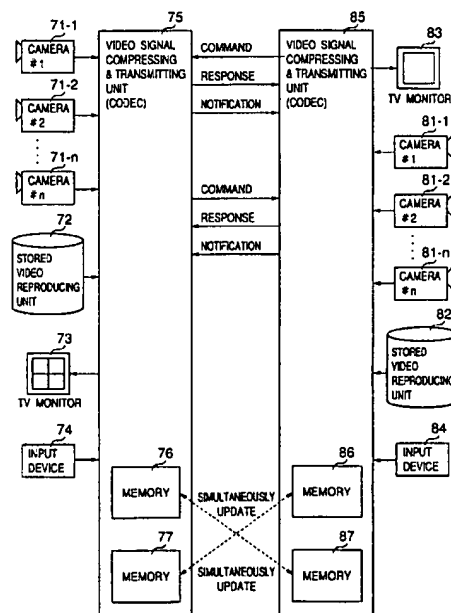 75
85
71-1
CAMERA
#1
71-2
CAMERA
#2
71-n
CAMERA
#n
72
STORED
VIDEO
REPRODUCING
UNIT
73
TV MONITOR
74
INPUT
DEVICE
VIDEO SIGNAL
COMPRESSING
& TRANSMITTING
UNIT
(CODEC)
76
MEMORY
77
MEMORY
COMMAND
RESPONSE
NOTIFICATION
COMMAND
RESPONSE
NOTIFICATION
SIMULTANEOUSLY
UPDATE
SIMULTANEOUSLY
UPDATE
VIDEO SIGNAL
COMPRESSING
& TRANSMITTING
UNIT
(CODEC)
86
MEMORY
87
MEMORY
83
TV MONITOR
81-1
CAMERA
#1
81-2
CAMERA
#2
81-n
CAMERA
#n
82
STORED
VIDEO
REPRODUCING
UNIT
84
INPUT
DEVICE